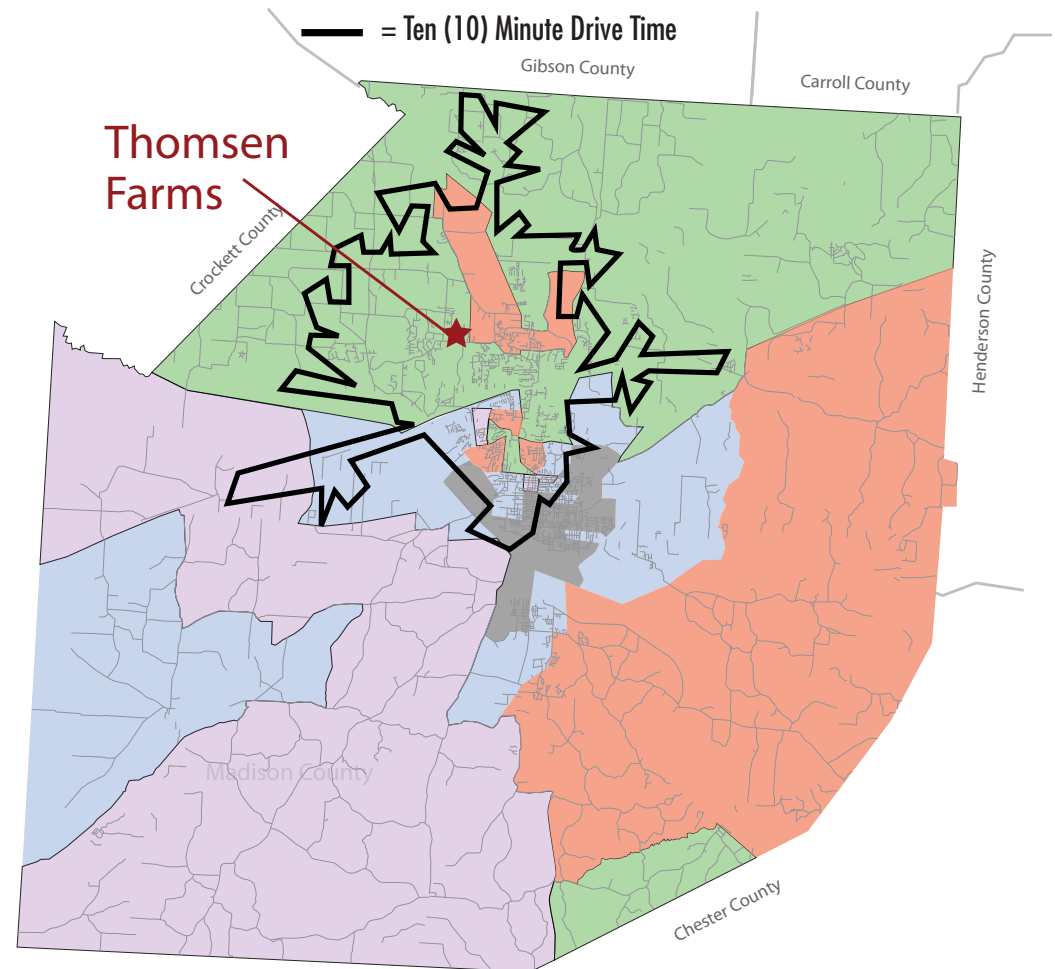 = Ten (10) Minute Drive Time
Gibson County
Carroll County
Thomsen
Farms
Crockett County
Henderson County
Madison County
Chester County